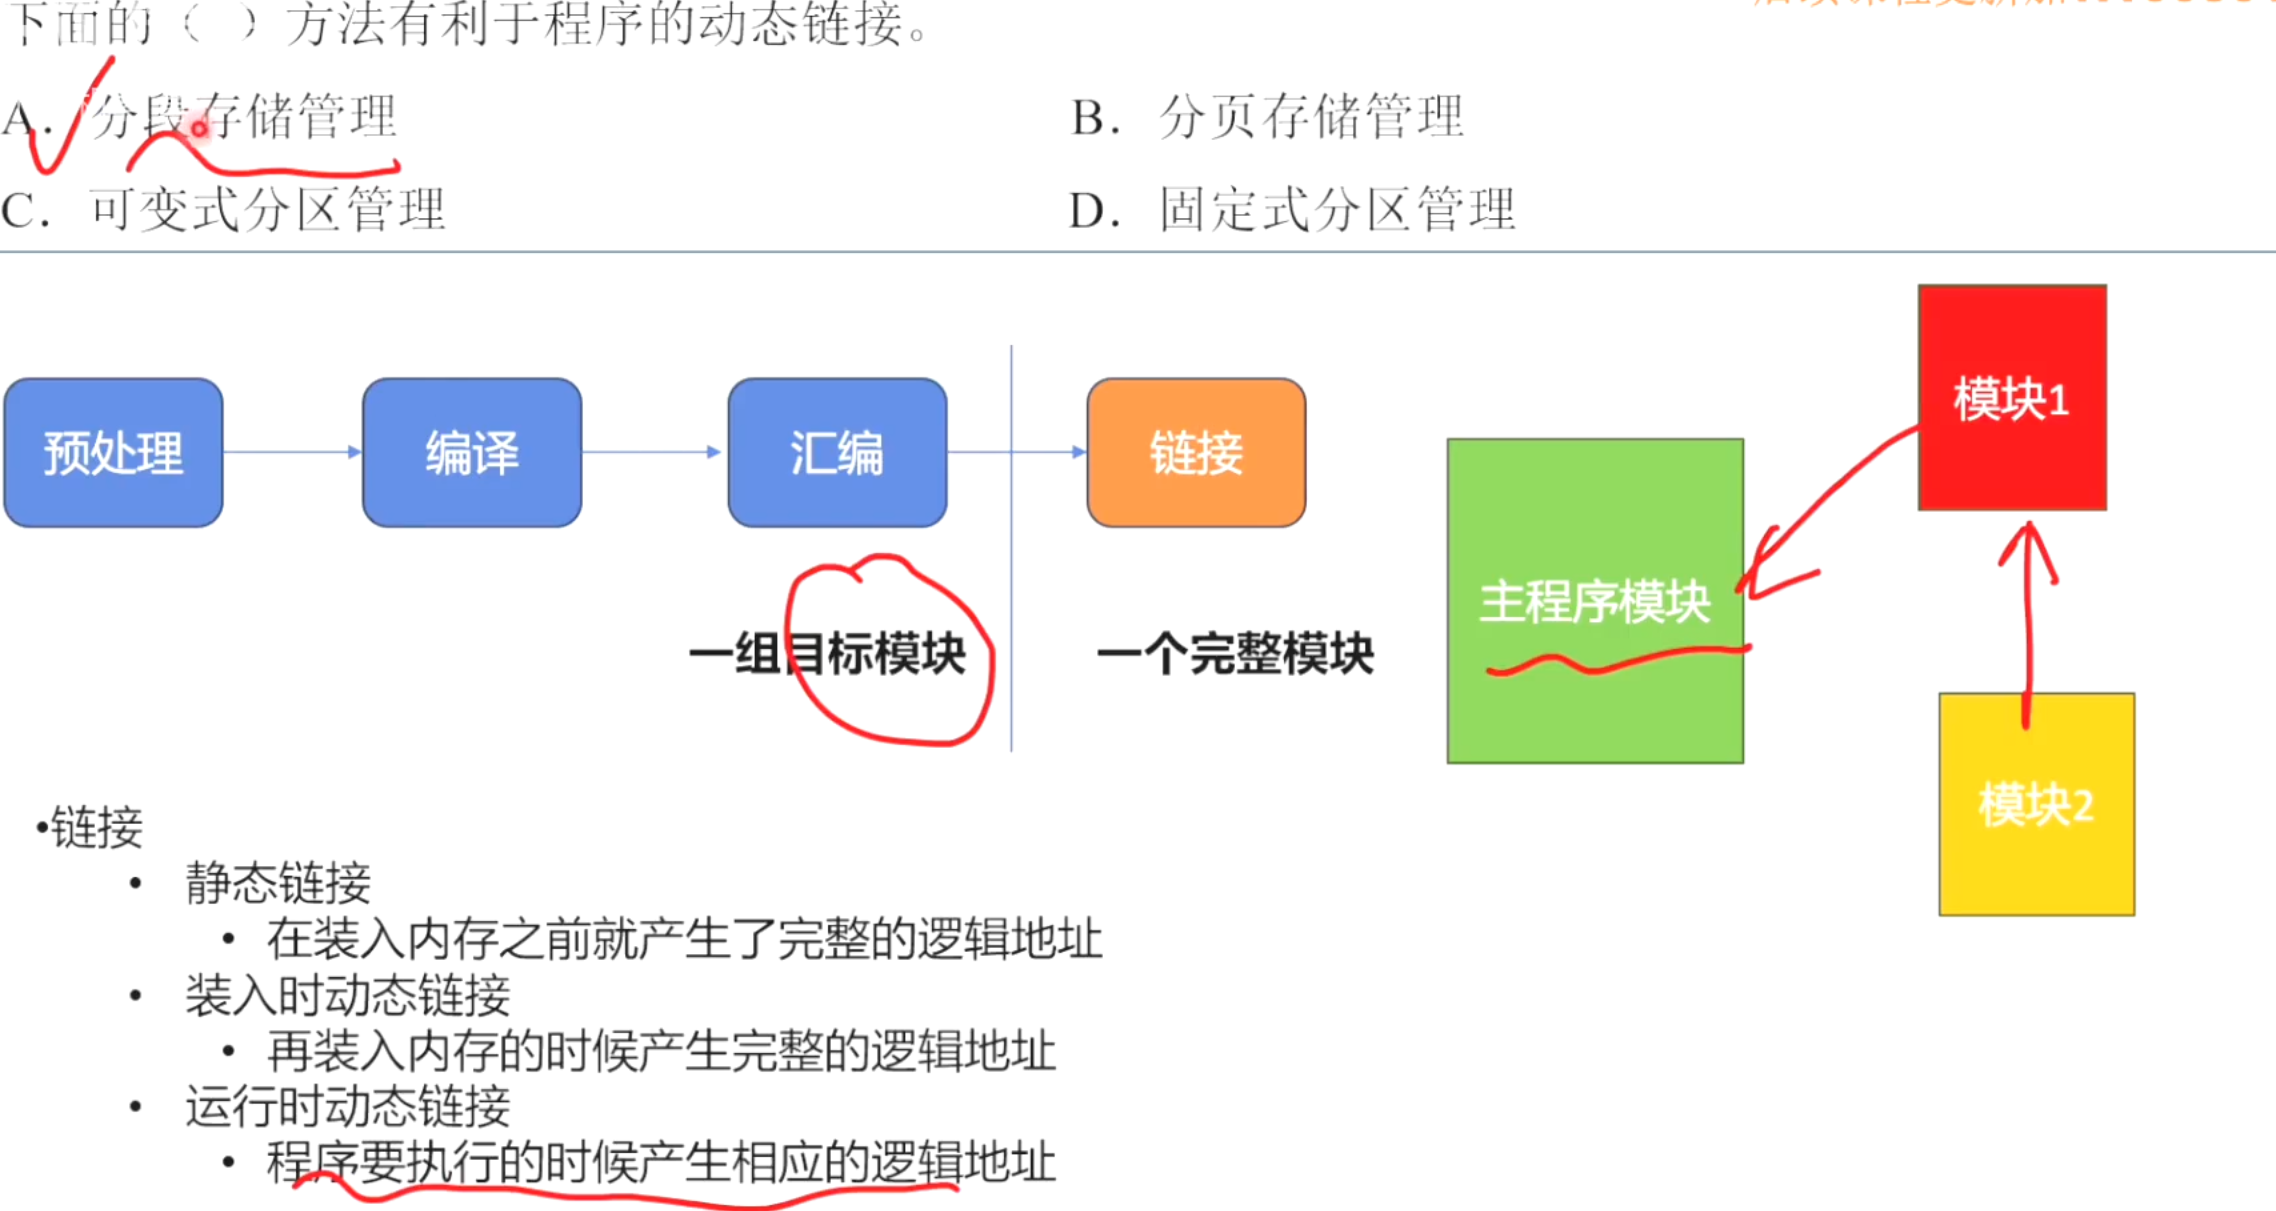 下面的（ ）方法有利于程序的动态链接。
A. 分段存储管理
B. 分页存储管理
C. 可变式分区管理
D. 固定式分区管理
预处理
编译
汇编
链接
一组目标模块
一个完整模块
主程序模块
模块1
模块2
•链接
• 静态链接
• 在装入内存之前就产生了完整的逻辑地址
• 装入时动态链接
• 再装入内存的时候产生完整的逻辑地址
• 运行时动态链接
• 程序要执行的时候产生相应的逻辑地址